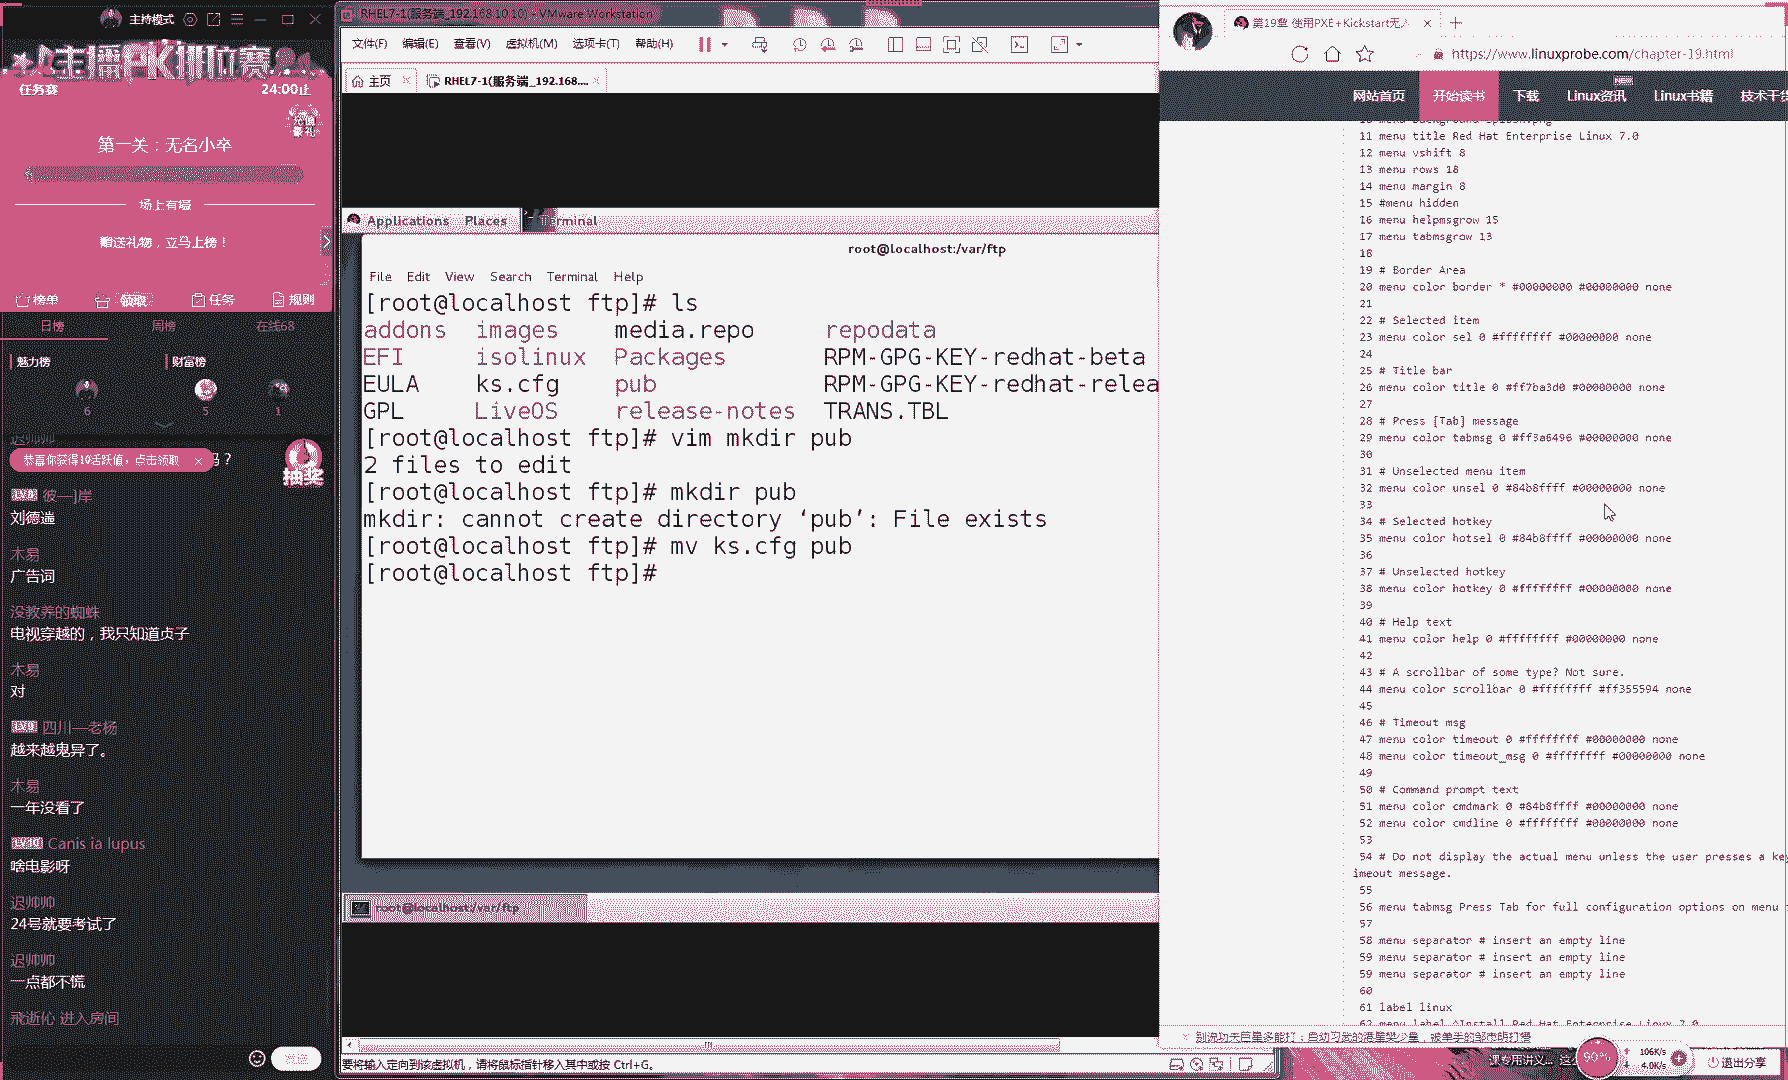 主持模式
主播PK排位赛
任务赛
24:00止
第一关：无名小卒
场上有喔
赠送礼物，立马上榜！
榜单
领取
任务
规则
日榜
周榜
在线68
魅力榜
财富榜
6
5
1
恭喜你获得10活跃值，点击领取
吗？
抽奖
彼—]岸
刘德遄
木易
广告词
没教养的蜘蛛
电视穿越的，我只知道贞子
木易
对
四川—老杨
越来越鬼异了。
木易
一年没看了
LV10 Canis ia lupus
啥电影呀
迟帅帅
24号就要考试了
迟帅帅
一点都不慌
飛逝伈 进入房间
发送
RHEL7-1(服务端_192.168.10.10) - VMware Workstation
文件(F) 编辑(E) 查看(V) 虚拟机(M) 选项卡(T) 帮助(H)
主页
RHEL7-1(服务端_192.168....
Applications Places Terminal
root@localhost:/var/ftp
File Edit View Search Terminal Help
[root@localhost ftp]# ls
addons images media.repo repodata
EFI isolinux Packages RPM-GPG-KEY-redhat-beta
EULA ks.cfg pub RPM-GPG-KEY-redhat-relea
GPL LiveOS release-notes TRANS.TBL
[root@localhost ftp]# vim mkdir pub
2 files to edit
[root@localhost ftp]# mkdir pub
mkdir: cannot create directory ‘pub’: File exists
[root@localhost ftp]# mv ks.cfg pub
[root@localhost ftp]#
root@localhost:/var/ftp
要将输入定向到该虚拟机，请将鼠标指针移入其中或按 Ctrl+G。
第19章 使用PXE+Kickstart无人
https://www.linuxprobe.com/chapter-19.html
网站首页 开始读书 下载 Linux资讯 NEW Linux书籍 技术干货
10 menu background splash.png
11 menu title Red Hat Enterprise Linux 7.0
12 menu vshift 8
13 menu rows 18
14 menu margin 8
15 #menu hidden
16 menu helpmsgrow 15
17 menu tabmsgrow 13
18
19 # Border Area
20 menu color border * #00000000 #00000000 none
21
22 # Selected item
23 menu color sel 0 #ffffffff #00000000 none
24
25 # Title bar
26 menu color title 0 #ff7ba3d0 #00000000 none
27
28 # Press [Tab] message
29 menu color tabmsg 0 #ff3a6496 #00000000 none
30
31 # Unselected menu item
32 menu color unsel 0 #84b8ffff #00000000 none
33
34 # Selected hotkey
35 menu color hotsel 0 #84b8ffff #00000000 none
36
37 # Unselected hotkey
38 menu color hotkey 0 #ffffffff #00000000 none
39
40 # Help text
41 menu color help 0 #ffffffff #00000000 none
42
43 # A scrollbar of some type? Not sure.
44 menu color scrollbar 0 #ffffffff #ff355594 none
45
46 # Timeout msg
47 menu color timeout 0 #ffffffff #00000000 none
48 menu color timeout_msg 0 #ffffffff #00000000 none
49
50 # Command prompt text
51 menu color cmdmark 0 #84b8ffff #00000000 none
52 menu color cmdline 0 #ffffffff #00000000 none
53
54 # Do not display the actual menu unless the user presses a key
imeout message.
55
56 menu tabmsg Press Tab for full configuration options on menu
57
58 menu separator # insert an empty line
59 menu separator # insert an empty line
59 menu separator # insert an empty line
60
61 label linux
62 menu label ^Install Red Hat Enterprise Linux 7.0
90%
106K/s
4.0K/s
退出分享